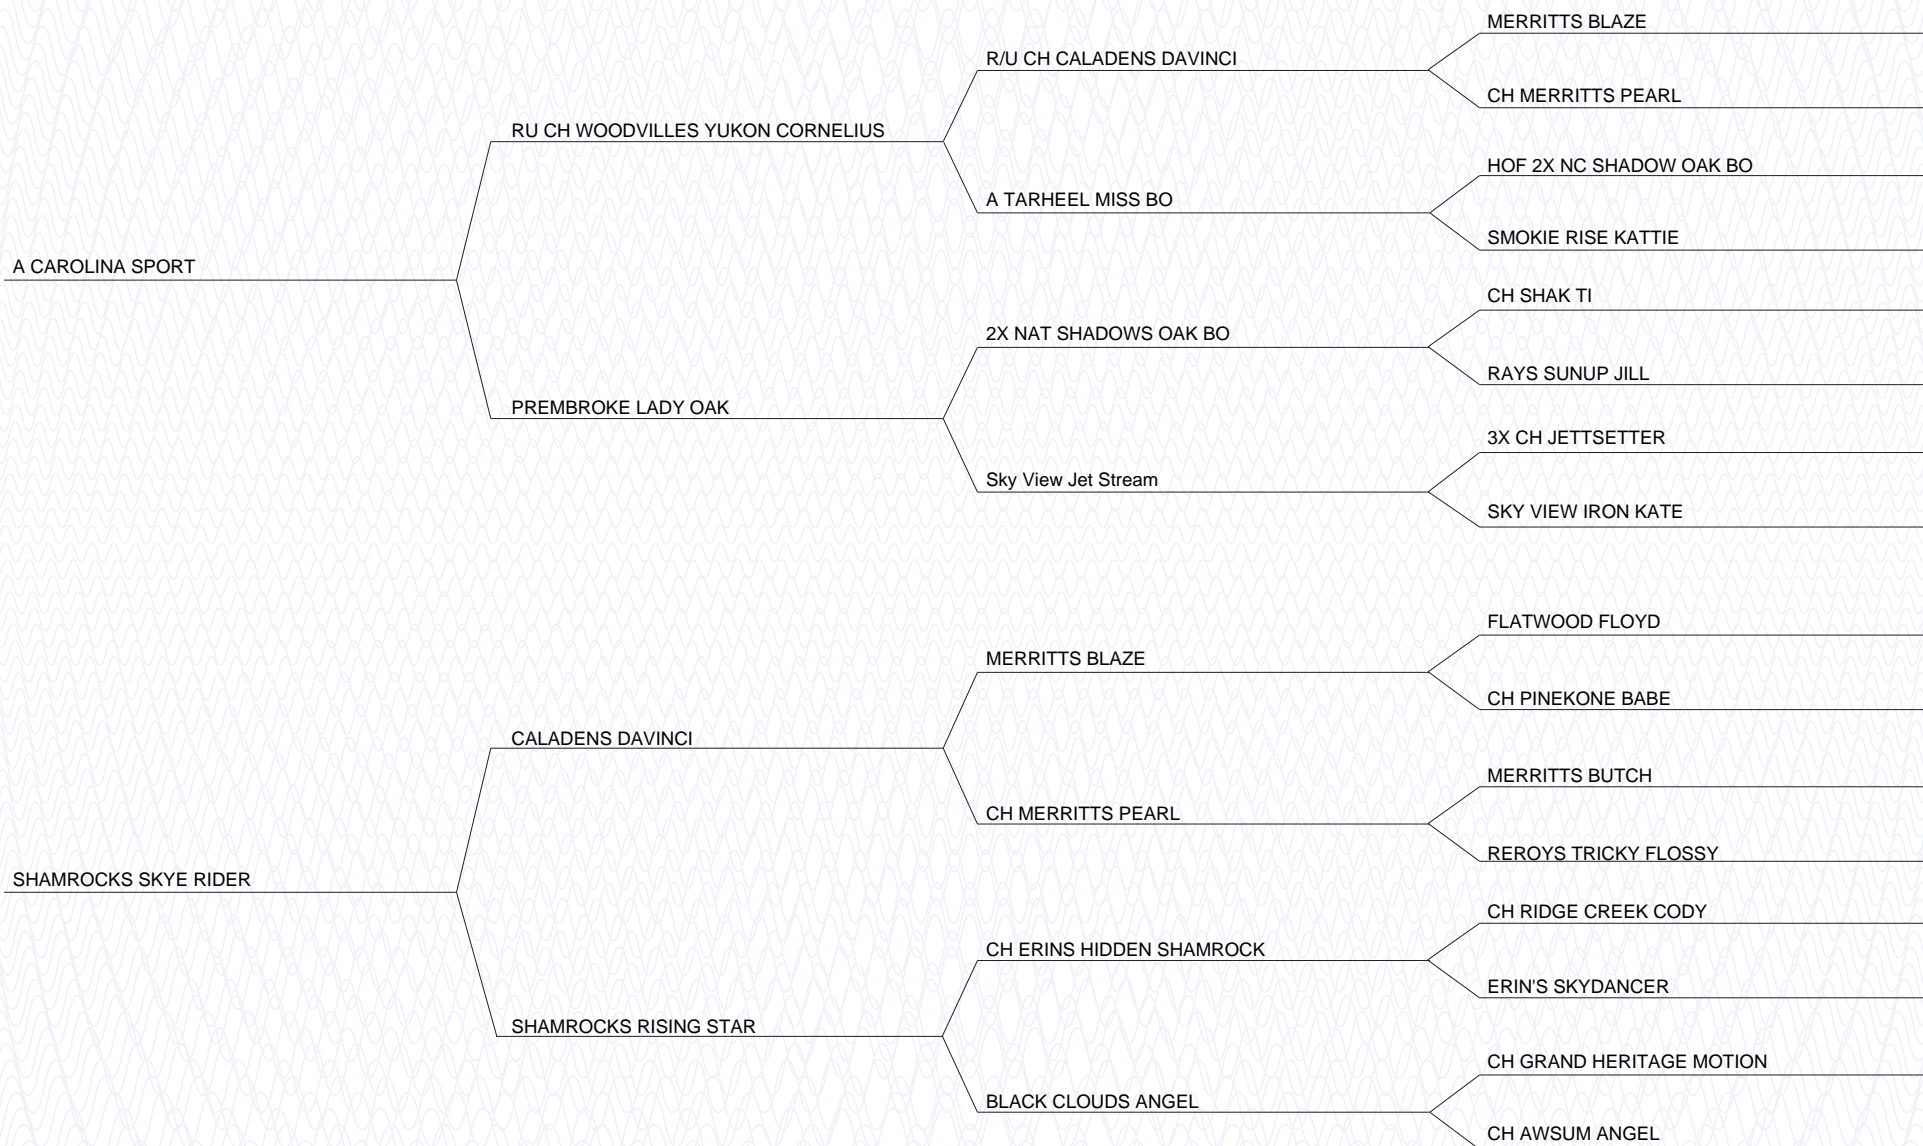 MERRITTS BLAZE
R/U CH CALADENS DAVINCI
CH MERRITTS PEARL
RU CH WOODVILLES YUKON CORNELIUS
HOF 2X NC SHADOW OAK BO
A TARHEEL MISS BO
SMOKIE RISE KATTIE
A CAROLINA SPORT
CH SHAK TI
2X NAT SHADOWS OAK BO
RAYS SUNUP JILL
PREMBROKE LADY OAK
3X CH JETTSETTER
Sky View Jet Stream
SKY VIEW IRON KATE
FLATWOOD FLOYD
MERRITTS BLAZE
CH PINEKONE BABE
CALADENS DAVINCI
MERRITTS BUTCH
CH MERRITTS PEARL
REROYS TRICKY FLOSSY
SHAMROCKS SKYE RIDER
CH RIDGE CREEK CODY
CH ERINS HIDDEN SHAMROCK
ERIN'S SKYDANCER
SHAMROCKS RISING STAR
CH GRAND HERITAGE MOTION
BLACK CLOUDS ANGEL
CH AWSUM ANGEL